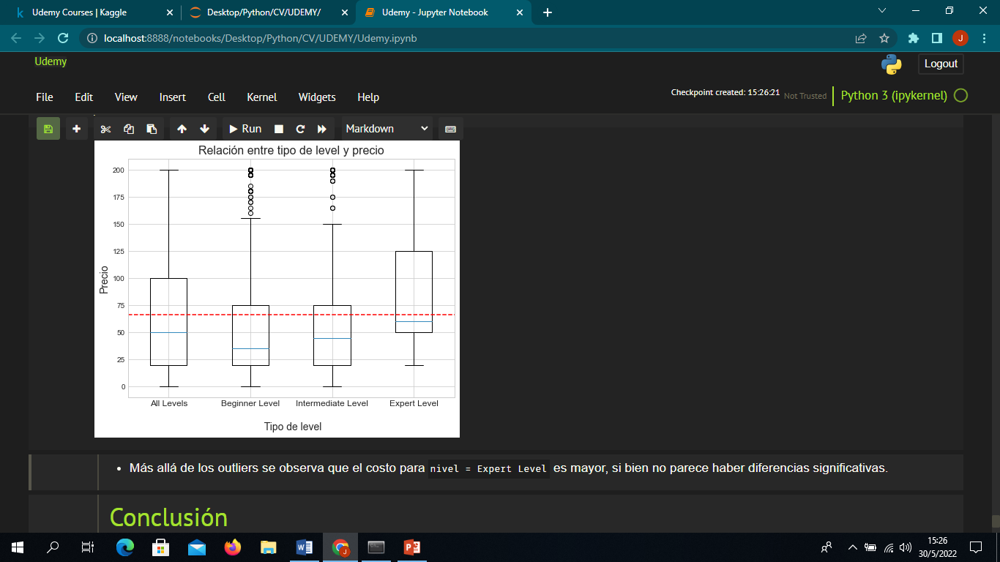 Udemy Courses | Kaggle
Desktop/Python/CV/UDEMY/
Udemy - Jupyter Notebook
localhost:8888/notebooks/Desktop/Python/CV/UDEMY/Udemy.ipynb
J
Udemy
Logout
File Edit View Insert Cell Kernel Widgets Help
Checkpoint created: 15:26:21 Not Trusted Python 3 (ipykernel)
Run
Markdown
Relación entre tipo de level y precio
200
175
150
125
100
75
50
25
0
Precio
All Levels Beginner Level Intermediate Level Expert Level
Tipo de level
Más allá de los outliers se observa que el costo para nivel = Expert Level es mayor, si bien no parece haber diferencias significativas.
Conclusión
15:26
30/5/2022